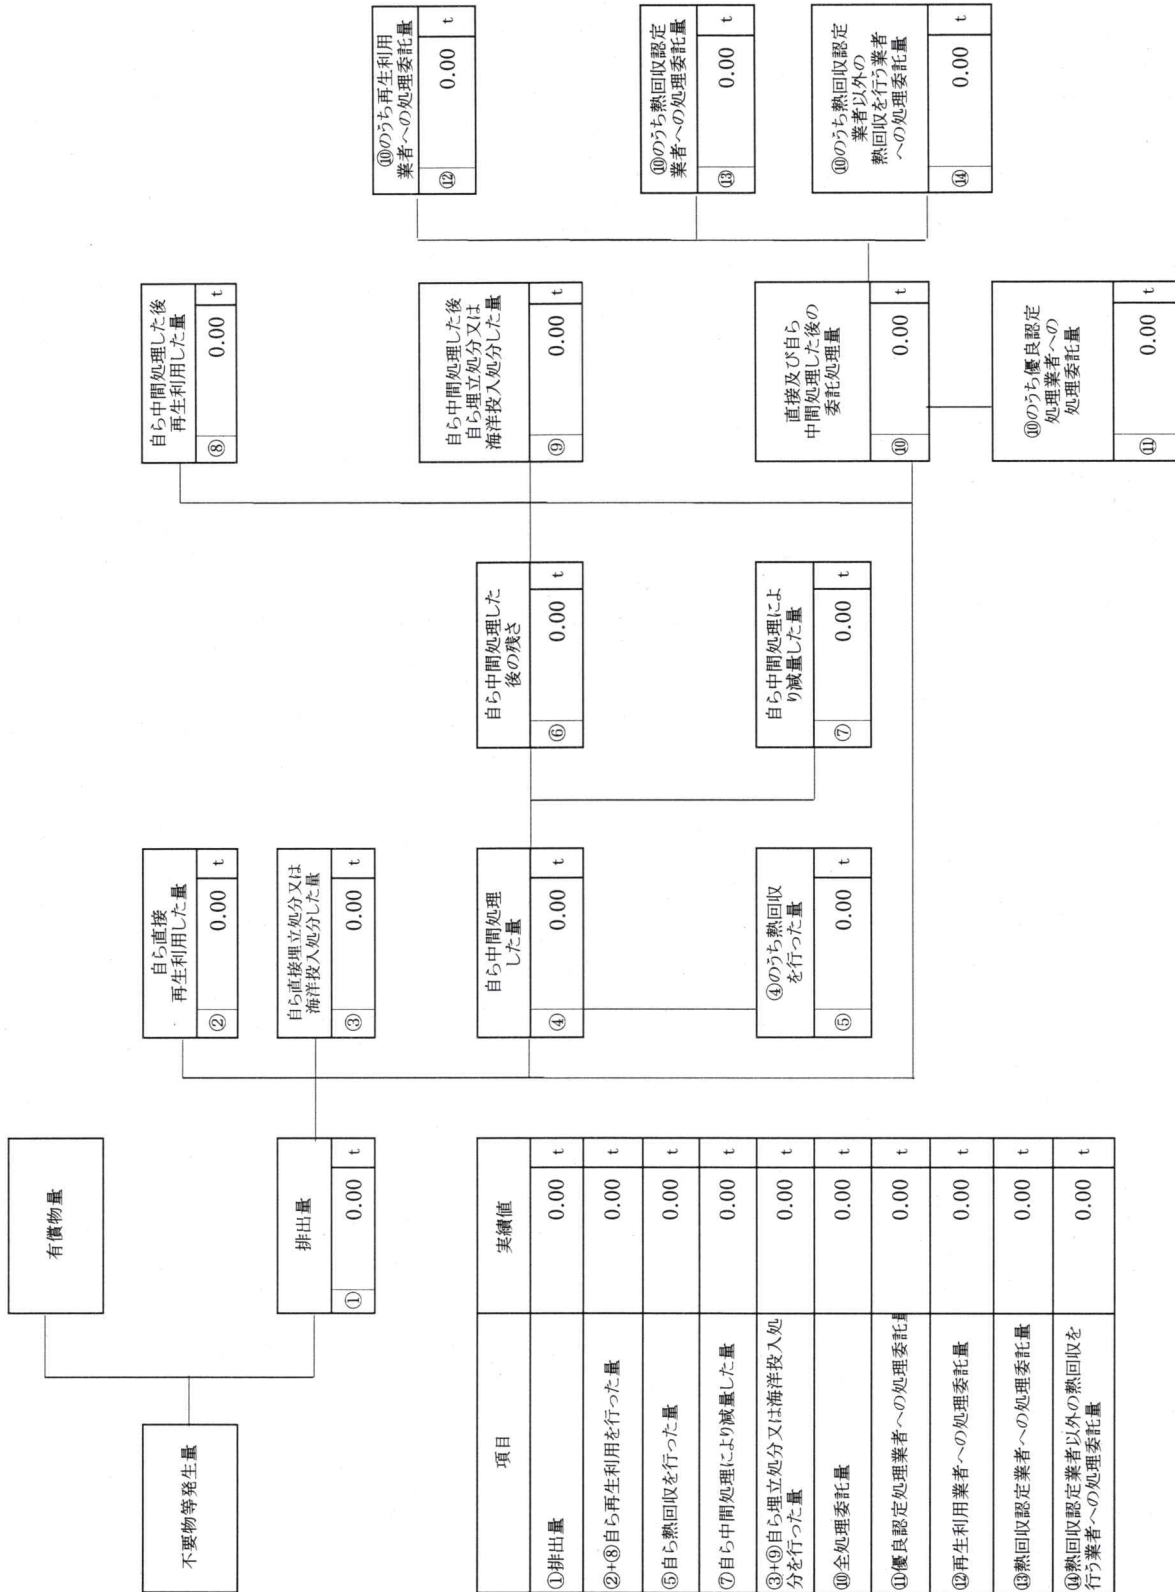 不要物等発生量
有償物量
排出量
① 0.00 t
自ら直接
再生利用した量
② 0.00 t
自ら直接埋立処分又は
海洋投入処分した量
③ 0.00 t
自ら中間処理
した量
④ 0.00 t
④のうち熱回収
を行った量
⑤ 0.00 t
自ら中間処理した
後の残さ
⑥ 0.00 t
自ら中間処理によ
り減量した量
⑦ 0.00 t
自ら中間処理した後
再生利用した量
⑧ 0.00 t
自ら中間処理した後
自ら埋立処分又は
海洋投入処分した量
⑨ 0.00 t
直接及び自ら
中間処理した後の
委託処理量
⑩ 0.00 t
⑩のうち優良認定
処理業者への
処理委託量
⑪ 0.00 t
⑩のうち再生利用
業者への処理委託量
⑫ 0.00 t
⑩のうち熱回収認定
業者への処理委託量
⑬ 0.00 t
⑩のうち熱回収認定
業者以外の
熱回収を行う業者
への処理委託量
⑭ 0.00 t
項目 実績値
①排出量 0.00 t
②+⑧自ら再生利用を行った量 0.00 t
⑤自ら熱回収を行った量 0.00 t
⑦自ら中間処理により減量した量 0.00 t
③+⑨自ら埋立処分又は海洋投入処
分を行った量 0.00 t
⑩全処理委託量 0.00 t
⑪優良認定処理業者への処理委託量 0.00 t
⑫再生利用業者への処理委託量 0.00 t
⑬熱回収認定業者への処理委託量 0.00 t
⑭熱回収認定業者以外の熱回収を
行う業者への処理委託量 0.00 t